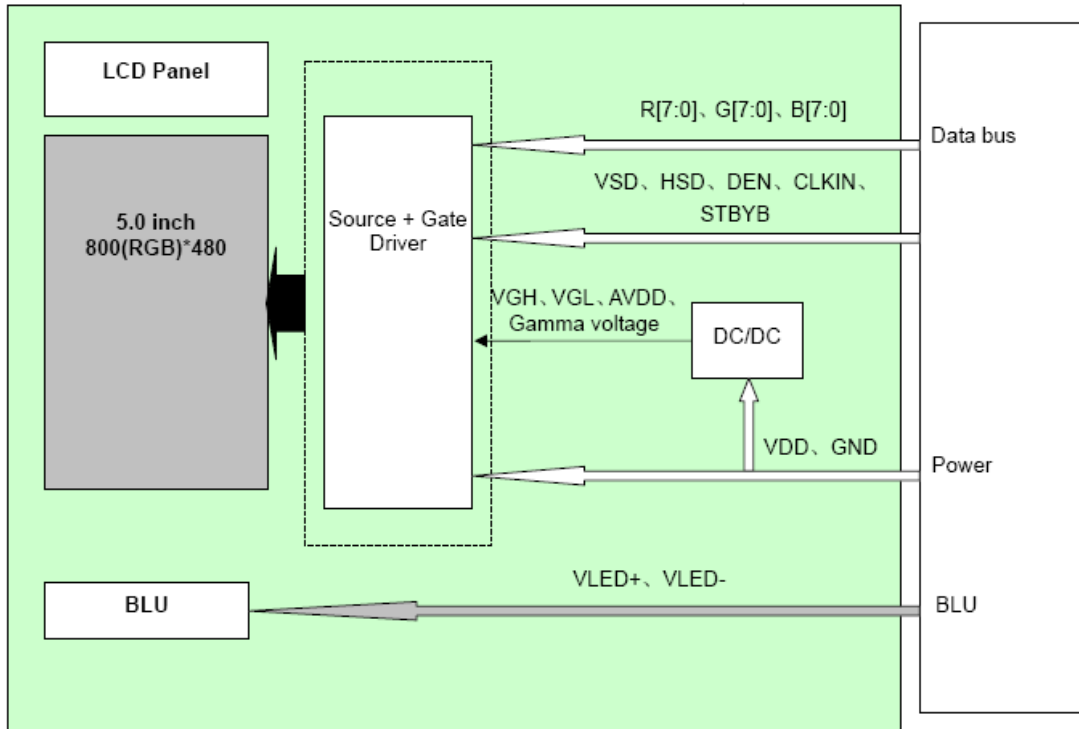 LCD Panel
5.0 inch
800(RGB)*480
Source + Gate
Driver
R[7:0]、G[7:0]、B[7:0]
Data bus
VSD、HSD、DEN、CLKIN、
STBYB
VGH、VGL、AVDD、
Gamma voltage
DC/DC
VDD、GND
Power
VLED+、VLED-
BLU
BLU